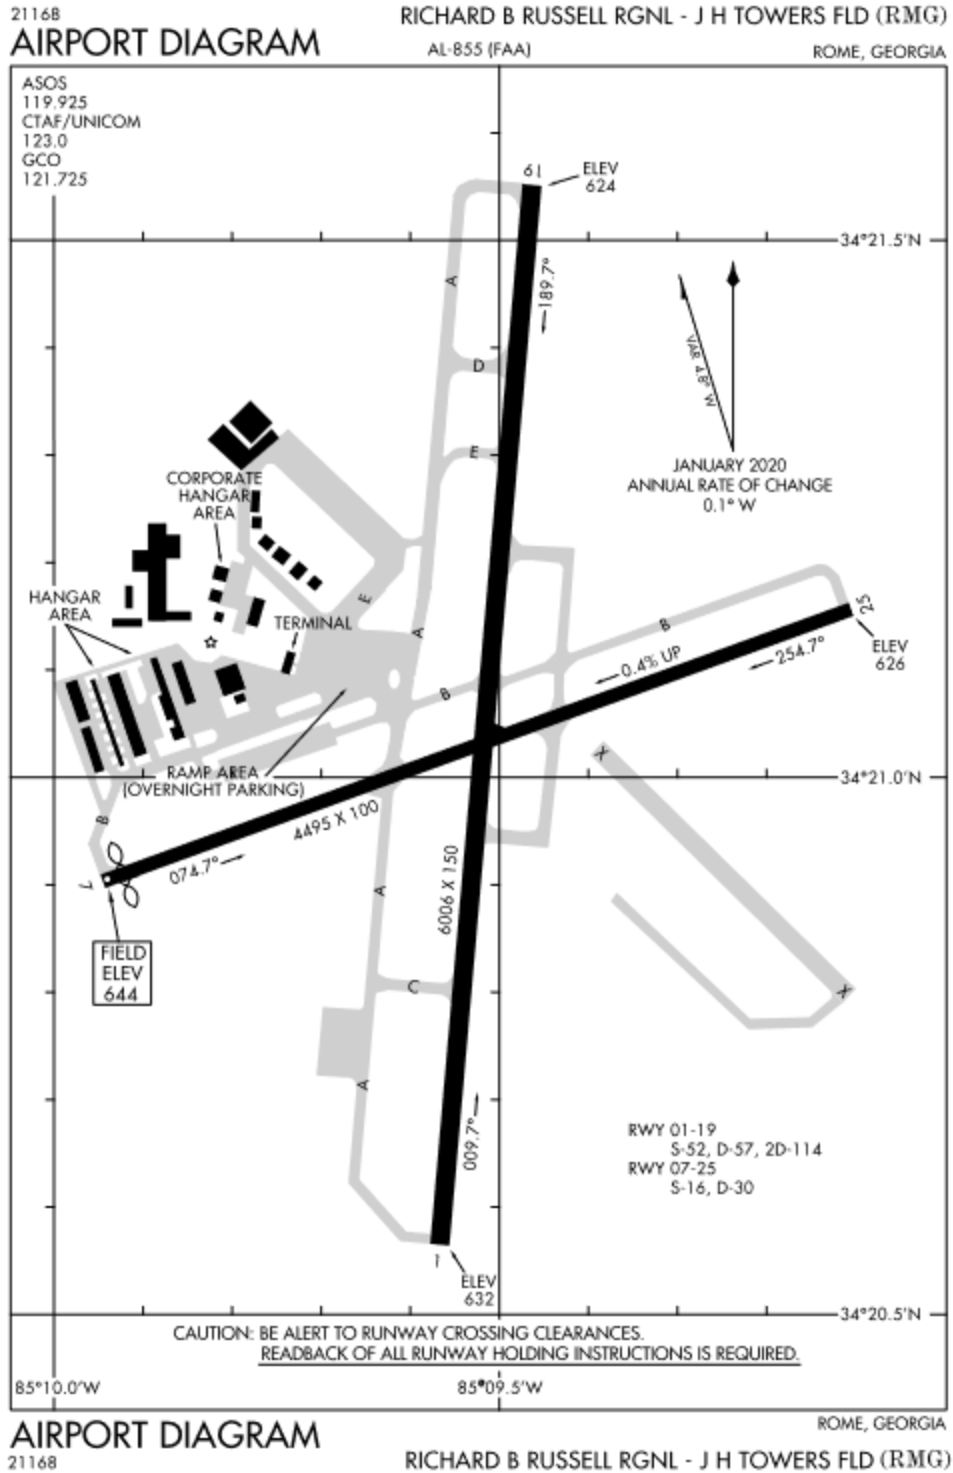 21168
RICHARD B RUSSELL RGNL - J H TOWERS FLD (RMG)
AIRPORT DIAGRAM
AL-855 (FAA)
ROME, GEORGIA
ASOS
119.925
CTAF/UNICOM
123.0
GCO
121.725
19
ELEV
624
34°21.5'N
189.7°
A
D
E
VAR 4.8° W
JANUARY 2020
ANNUAL RATE OF CHANGE
0.1° W
CORPORATE
HANGAR
AREA
HANGAR
AREA
TERMINAL
E
A
B
25
ELEV
626
0.4% UP
254.7°
B
X
RAMP AREA
(OVERNIGHT PARKING)
34°21.0'N
B
4495 X 100
074.7°
7
A
6006 X 150
FIELD
ELEV
644
C
X
A
009.7°
RWY 01-19
S-52, D-57, 2D-114
RWY 07-25
S-16, D-30
1
ELEV
632
34°20.5'N
CAUTION: BE ALERT TO RUNWAY CROSSING CLEARANCES.
READBACK OF ALL RUNWAY HOLDING INSTRUCTIONS IS REQUIRED.
85°10.0'W
85°09.5'W
AIRPORT DIAGRAM
ROME, GEORGIA
21168
RICHARD B RUSSELL RGNL - J H TOWERS FLD (RMG)